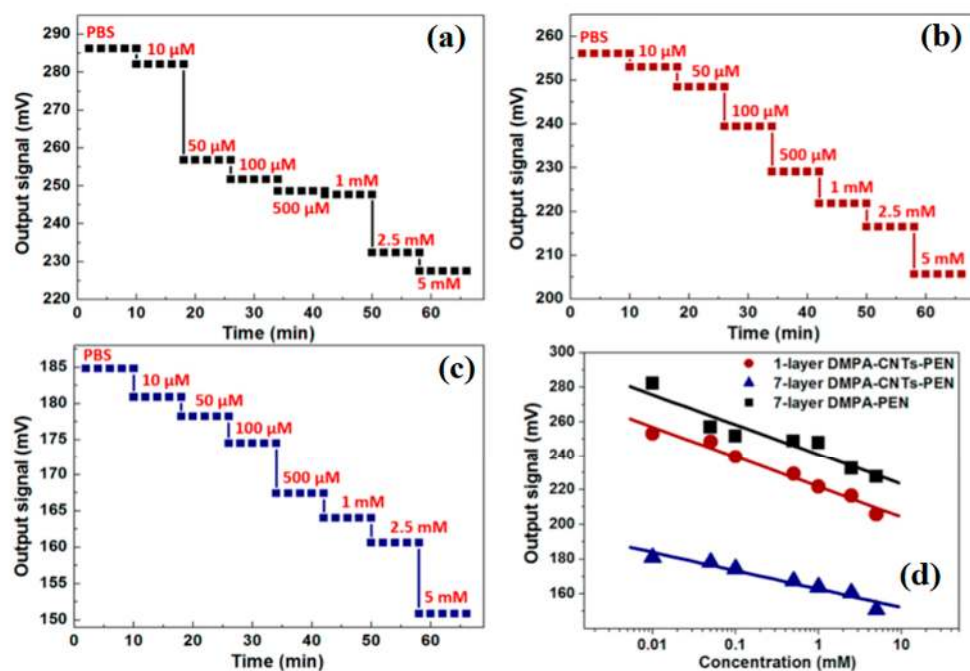 (a)
Output signal (mV)
290
280
270
260
250
240
230
220
PBS
10 µM
50 µM
100 µM
500 µM
1 mM
2.5 mM
5 mM
0 10 20 30 40 50 60
Time (min)
(b)
Output signal (mV)
260
250
240
230
220
210
200
PBS
10 µM
50 µM
100 µM
500 µM
1 mM
2.5 mM
5 mM
0 10 20 30 40 50 60
Time (min)
(c)
Output signal (mV)
185
180
175
170
165
160
155
150
PBS
10 µM
50 µM
100 µM
500 µM
1 mM
2.5 mM
5 mM
0 10 20 30 40 50 60
Time (min)
(d)
Output signal (mV)
300
280
260
240
220
200
180
160
1-layer DMPA-CNTs-PEN
7-layer DMPA-CNTs-PEN
7-layer DMPA-PEN
0.01 0.1 1 10
Concentration (mM)